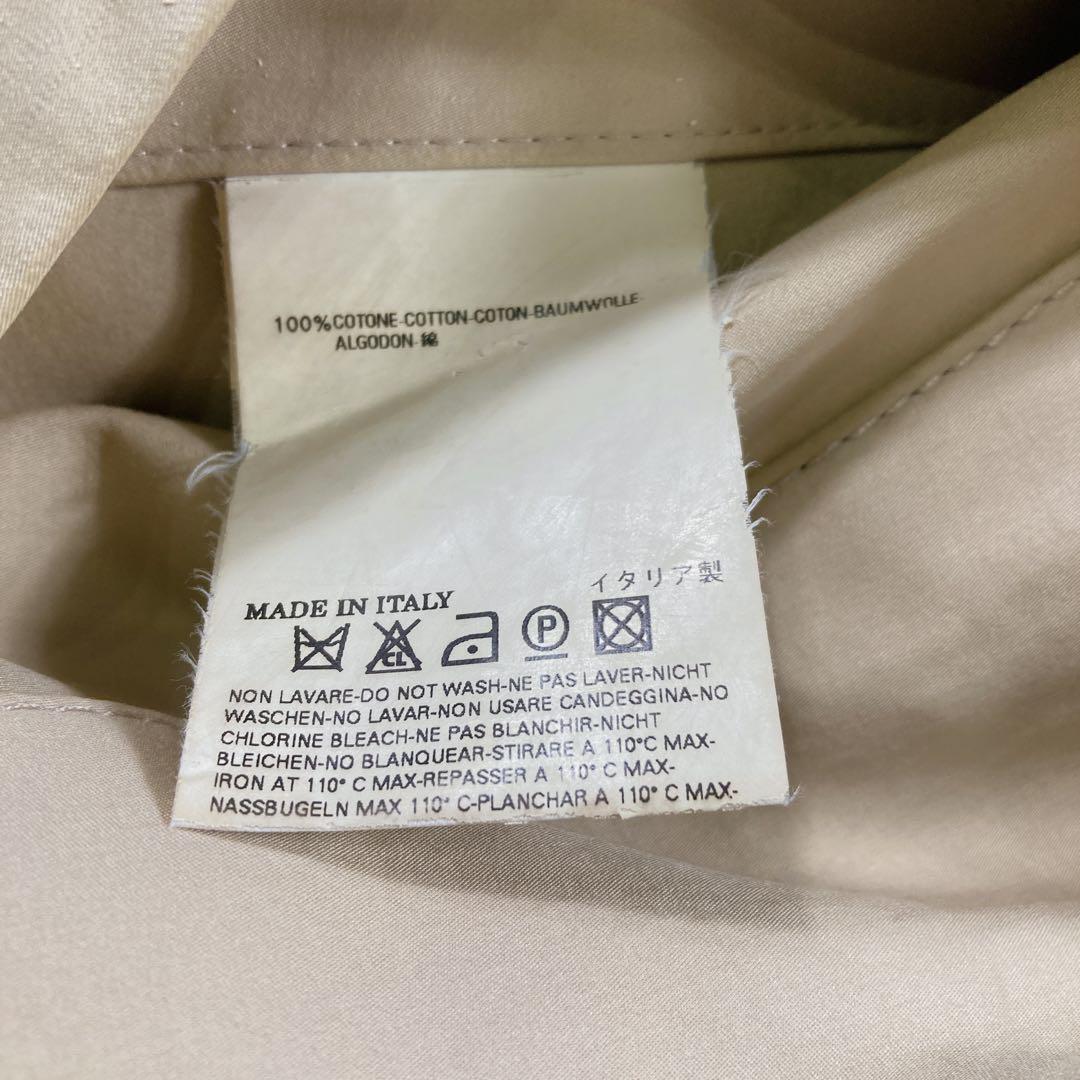 100%COTONE-COTTON-COTON-BAUMWOLLE-
ALGODON-綿
イタリア製
MADE IN ITALY
CL P
NON LAVARE-DO NOT WASH-NE PAS LAVER-NICHT
WASCHEN-NO LAVAR-NON USARE CANDEGGINA-NO
CHLORINE BLEACH-NE PAS BLANCHIR-NICHT
BLEICHEN-NO BLANQUEAR-STIRARE A 110°C MAX-
IRON AT 110° C MAX-REPASSER A 110° C MAX-
NASSBUGELN MAX 110° C-PLANCHAR A 110° C MAX-